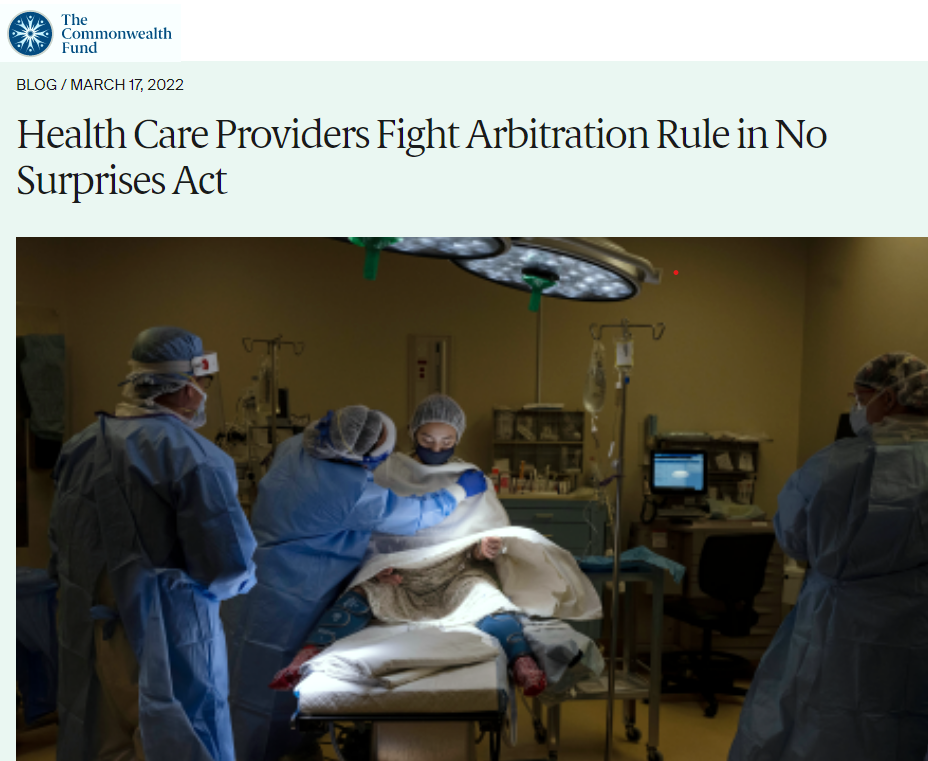 The
Commonwealth
Fund
BLOG / MARCH 17, 2022
Health Care Providers Fight Arbitration Rule in No
Surprises Act